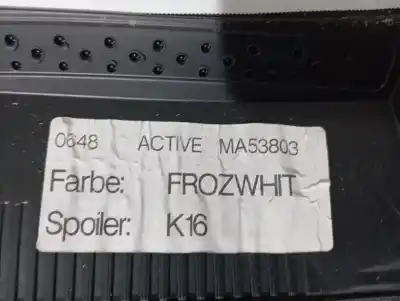 0648 ACTIVE MA53803
Farbe: FROZWHIT
Spoiler: K16